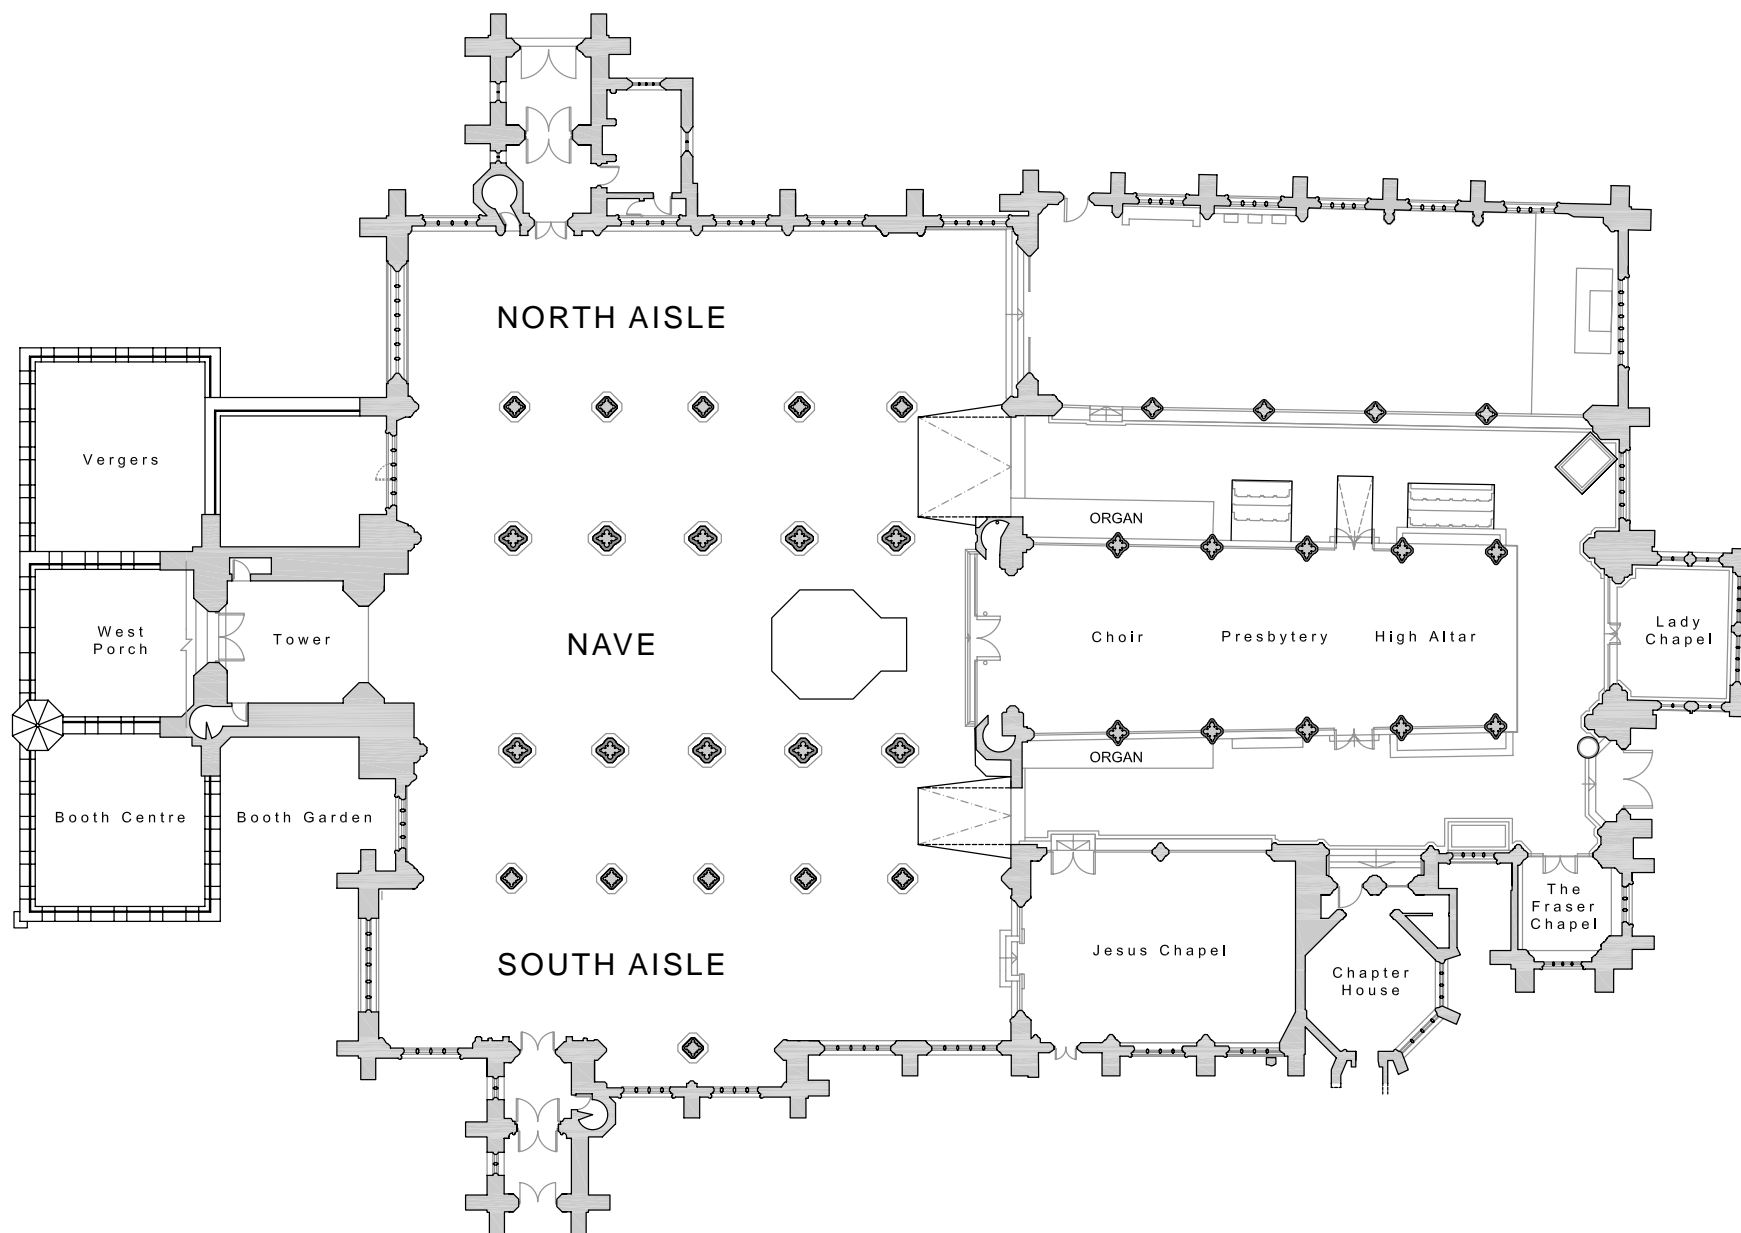 NORTH AISLE
Vergers
ORGAN
West
Porch
Tower
NAVE
Choir
Presbytery
High Altar
Lady
Chapel
ORGAN
Booth Centre
Booth Garden
The
Fraser
Chapel
SOUTH AISLE
Jesus Chapel
Chapter
House